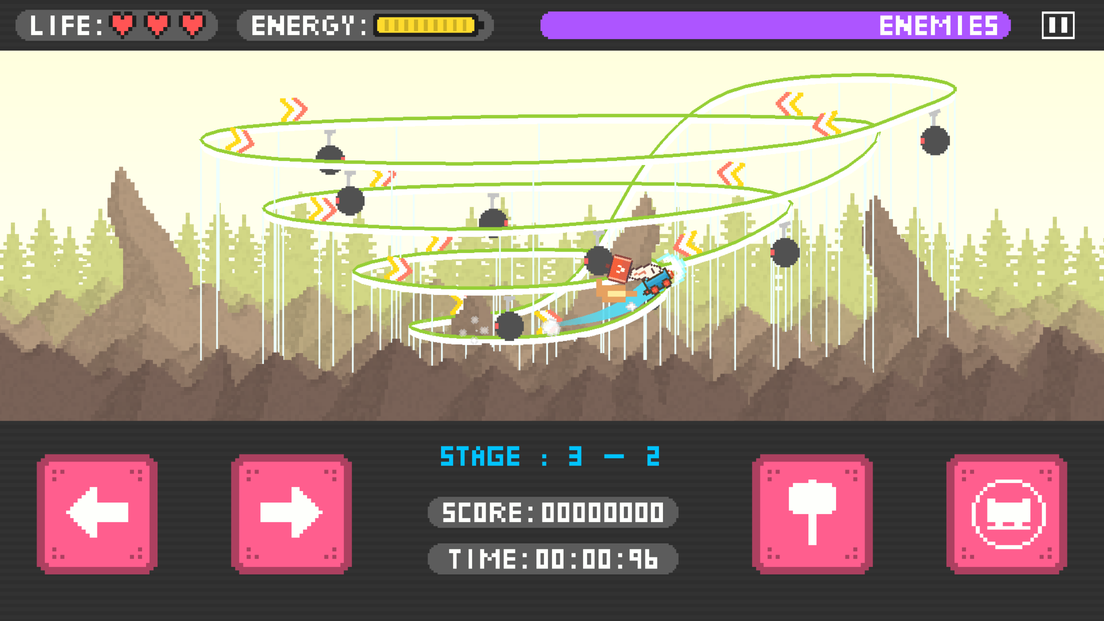 LIFE: ENERGY: ENEMIES
STAGE : 3 - 2
SCORE:00000000
TIME:00:00:96